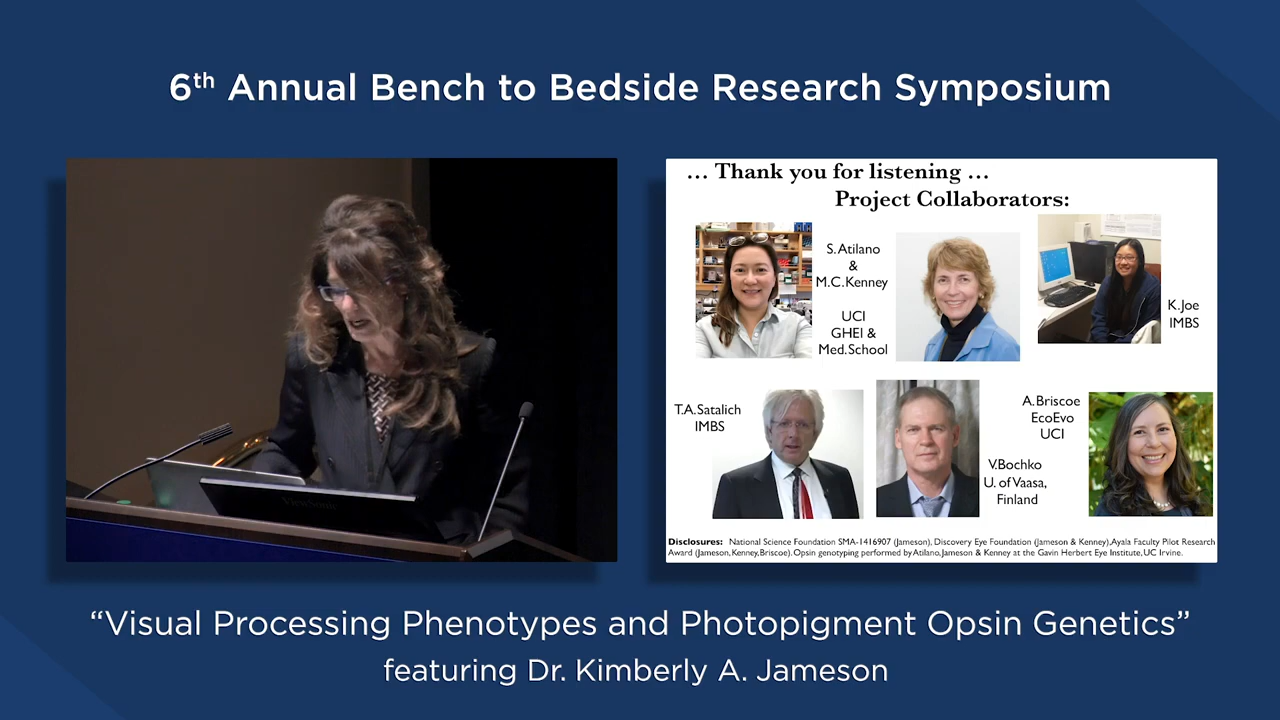 6th Annual Bench to Bedside Research Symposium
... Thank you for listening ...
Project Collaborators:
S. Atilano
&
M.C. Kenney
UCI
GHEI &
Med. School
K. Joe
IMBS
T.A. Satalich
IMBS
A. Briscoe
EcoEvo
UCI
V. Bochko
U. of Vaasa,
Finland
Disclosures: National Science Foundation SMA-1416907 (Jameson), Discovery Eye Foundation (Jameson & Kenney), Ayala Faculty Pilot Research
Award (Jameson, Kenney, Briscoe). Opsin genotyping performed by Atilano, Jameson & Kenney at the Gavin Herbert Eye Institute, UC Irvine.
ViewSonic
“Visual Processing Phenotypes and Photopigment Opsin Genetics”
featuring Dr. Kimberly A. Jameson